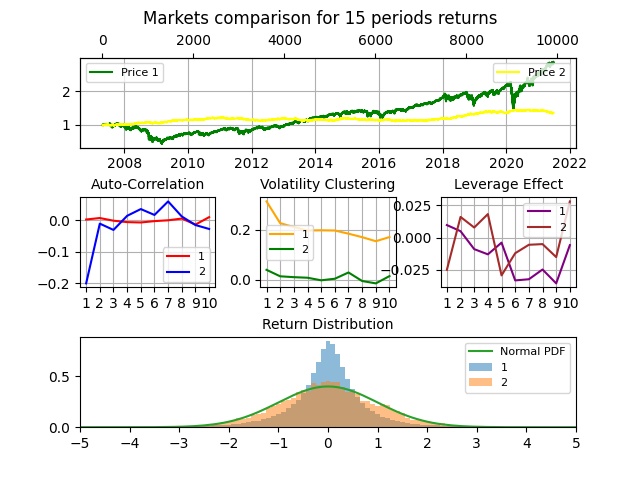 Markets comparison for 15 periods returns
0 2000 4000 6000 8000 10000
Price 1
Price 2
2
1
2008 2010 2012 2014 2016 2018 2020 2022
Auto-Correlation
Volatility Clustering
Leverage Effect
0.0
−0.1
−0.2
1
2
1 2 3 4 5 6 7 8 9 10
0.2
0.0
1
2
1 2 3 4 5 6 7 8 9 10
0.025
0.000
−0.025
1
2
1 2 3 4 5 6 7 8 9 10
Return Distribution
0.5
0.0
Normal PDF
1
2
−5 −4 −3 −2 −1 0 1 2 3 4 5